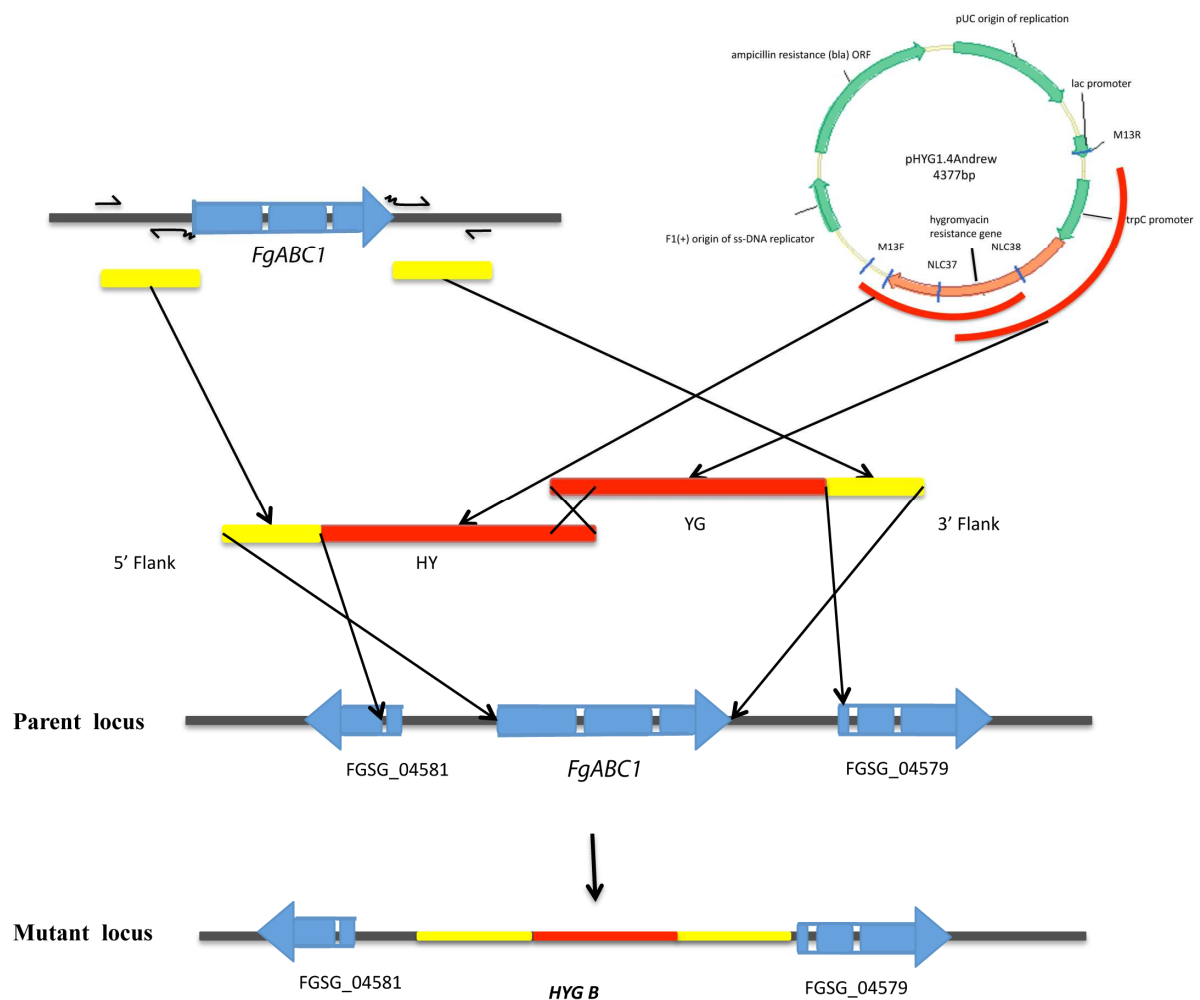 pUC origin of replication
ampicillin resistance (bla) ORF
lac promoter
M13R
pHYG1.4Andrew
4377bp
hygromyacin
resistance gene
trpC promoter
F1(+) origin of ss-DNA replicator
M13F
NLC37
NLC38
FgABC1
YG
3’ Flank
5’ Flank
HY
Parent locus
FGSG_04581
FgABC1
FGSG_04579
Mutant locus
FGSG_04581
HYG B
FGSG_04579